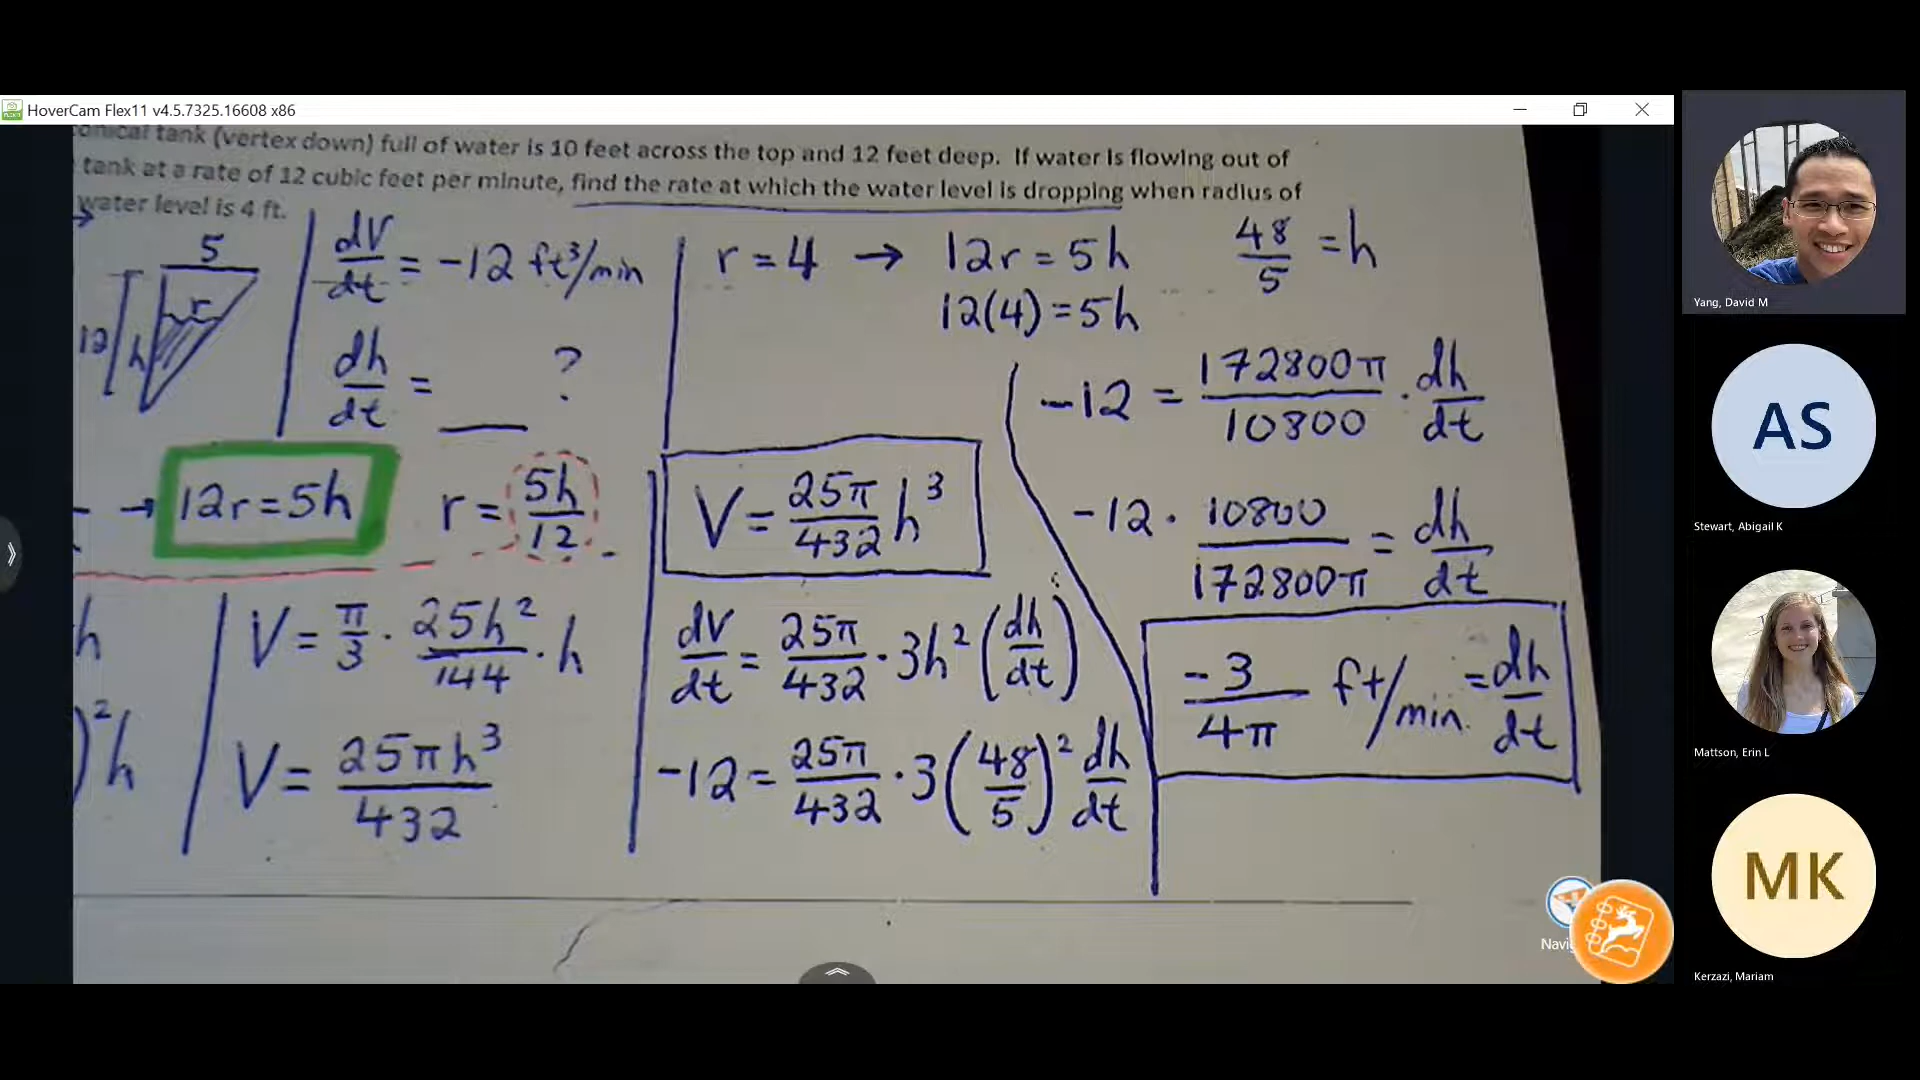 HoverCam Flex11 v4.5.7325.16608 x86
onical tank (vertex down) full of water is 10 feet across the top and 12 feet deep. If water is flowing out of
tank at a rate of 12 cubic feet per minute, find the rate at which the water level is dropping when radius of
water level is 4 ft.
5
r
12
h
dV/dt = -12 ft³/min
dh/dt = ___ ?
r = 4 → 12r = 5h
12(4) = 5h
48/5 = h
→ 12r = 5h
r = 5h/12
h
)²h
V = π/3 · 25h²/144 · h
V = 25πh³/432
V = 25π/432 h³
dV/dt = 25π/432 · 3h² (dh/dt)
-12 = 25π/432 · 3(48/5)² dh/dt
-12 = 172800π/10800 · dh/dt
-12 · 10800/172800π = dh/dt
-3/4π ft/min. = dh/dt
Navi
Yang, David M
AS
Stewart, Abigail K
Mattson, Erin L
MK
Kerzazi, Mariam